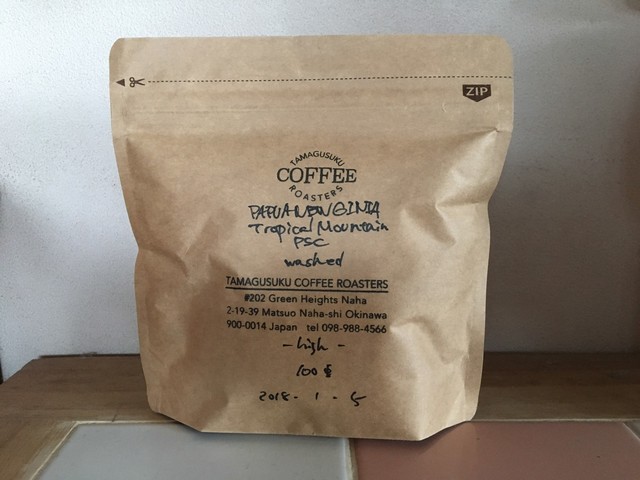 ZIP
TAMAGUSUKU
COFFEE
ROASTERS
PAPUA NEW GINIA
Tropical Mountain
PSC
washed
TAMAGUSUKU COFFEE ROASTERS
#202 Green Heights Naha
2-19-39 Matsuo Naha-shi Okinawa
900-0014 Japan tel 098-988-4566
- high -
100g
2018 - 1 - 5